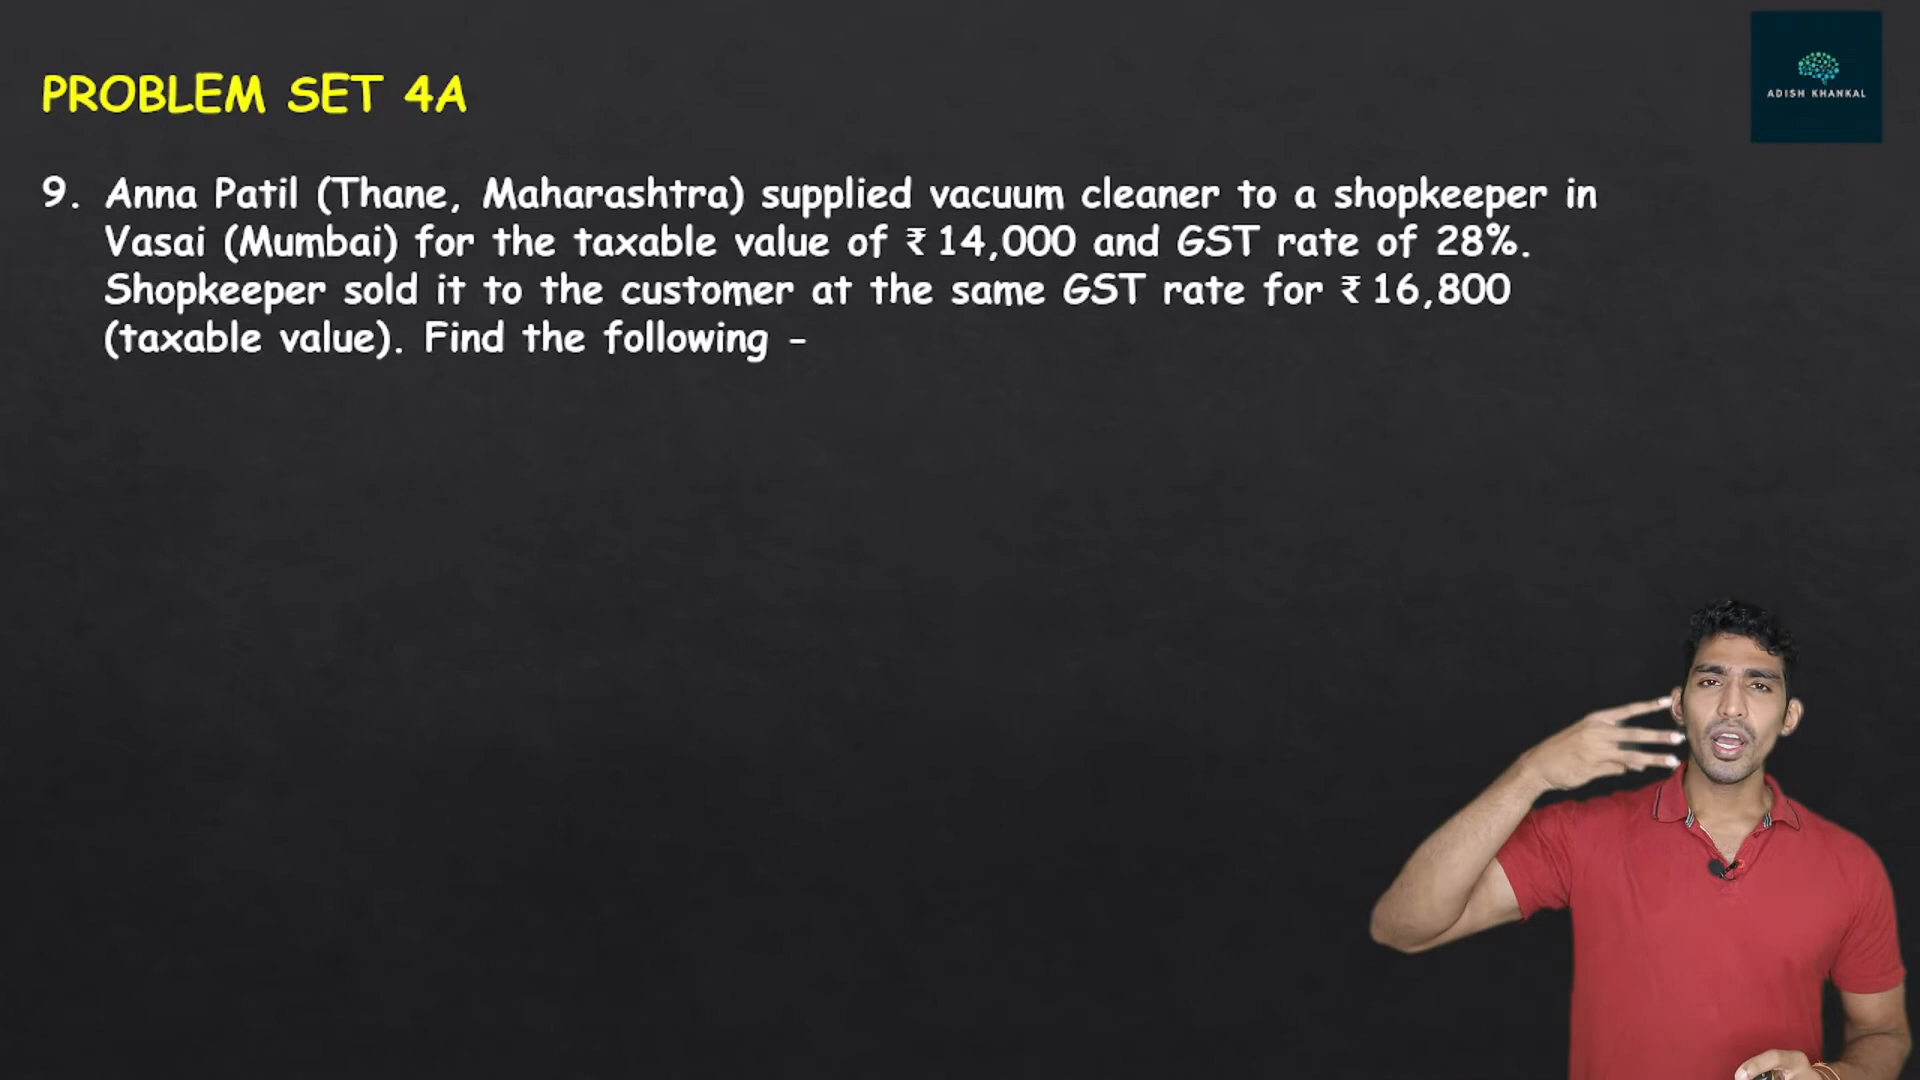 PROBLEM SET 4A
ADISH KHANKAL
9. Anna Patil (Thane, Maharashtra) supplied vacuum cleaner to a shopkeeper in
Vasai (Mumbai) for the taxable value of ₹ 14,000 and GST rate of 28%.
Shopkeeper sold it to the customer at the same GST rate for ₹ 16,800
(taxable value). Find the following -